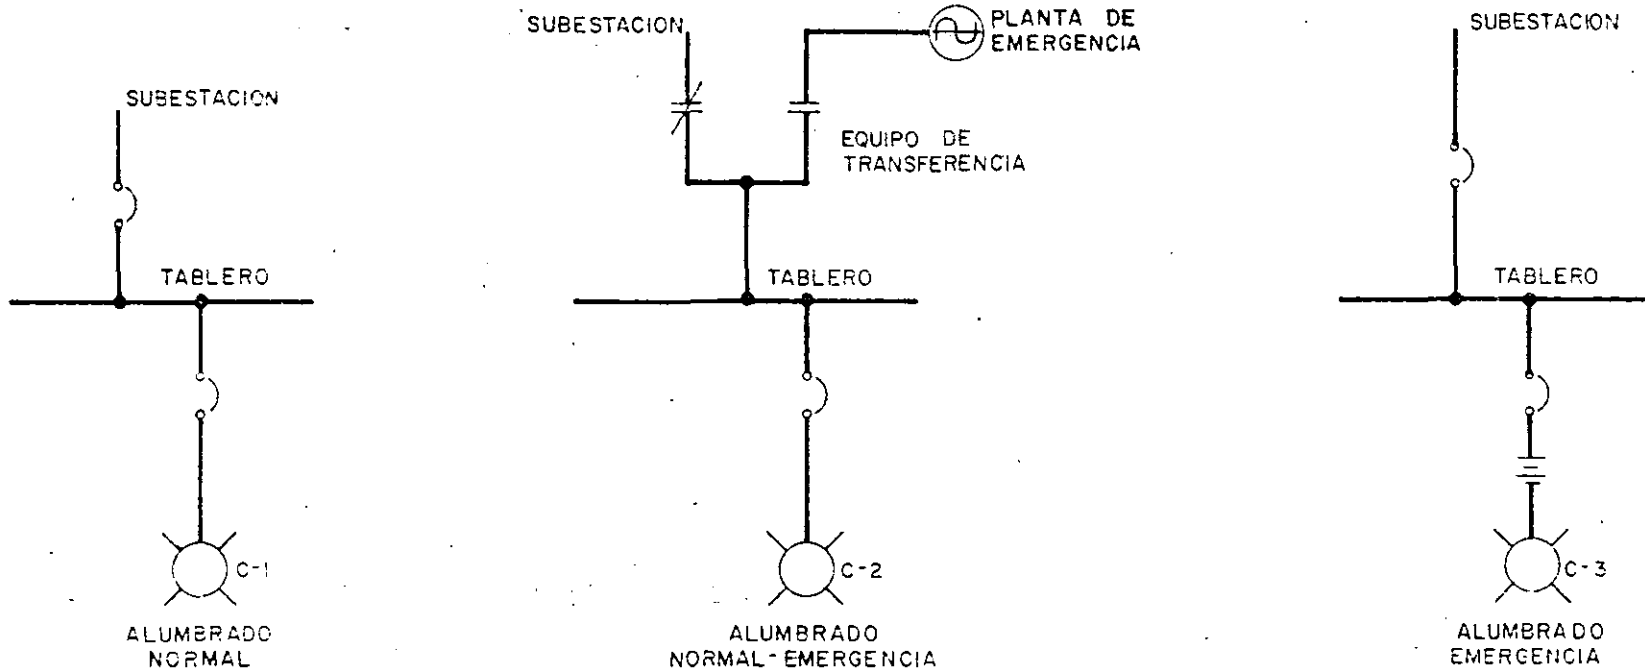 SUBESTACION
TABLERO
C-1
ALUMBRADO
NORMAL
SUBESTACION
PLANTA DE
EMERGENCIA
EQUIPO DE
TRANSFERENCIA
TABLERO
C-2
ALUMBRADO
NORMAL-EMERGENCIA
SUBESTACION
TABLERO
C-3
ALUMBRADO
EMERGENCIA